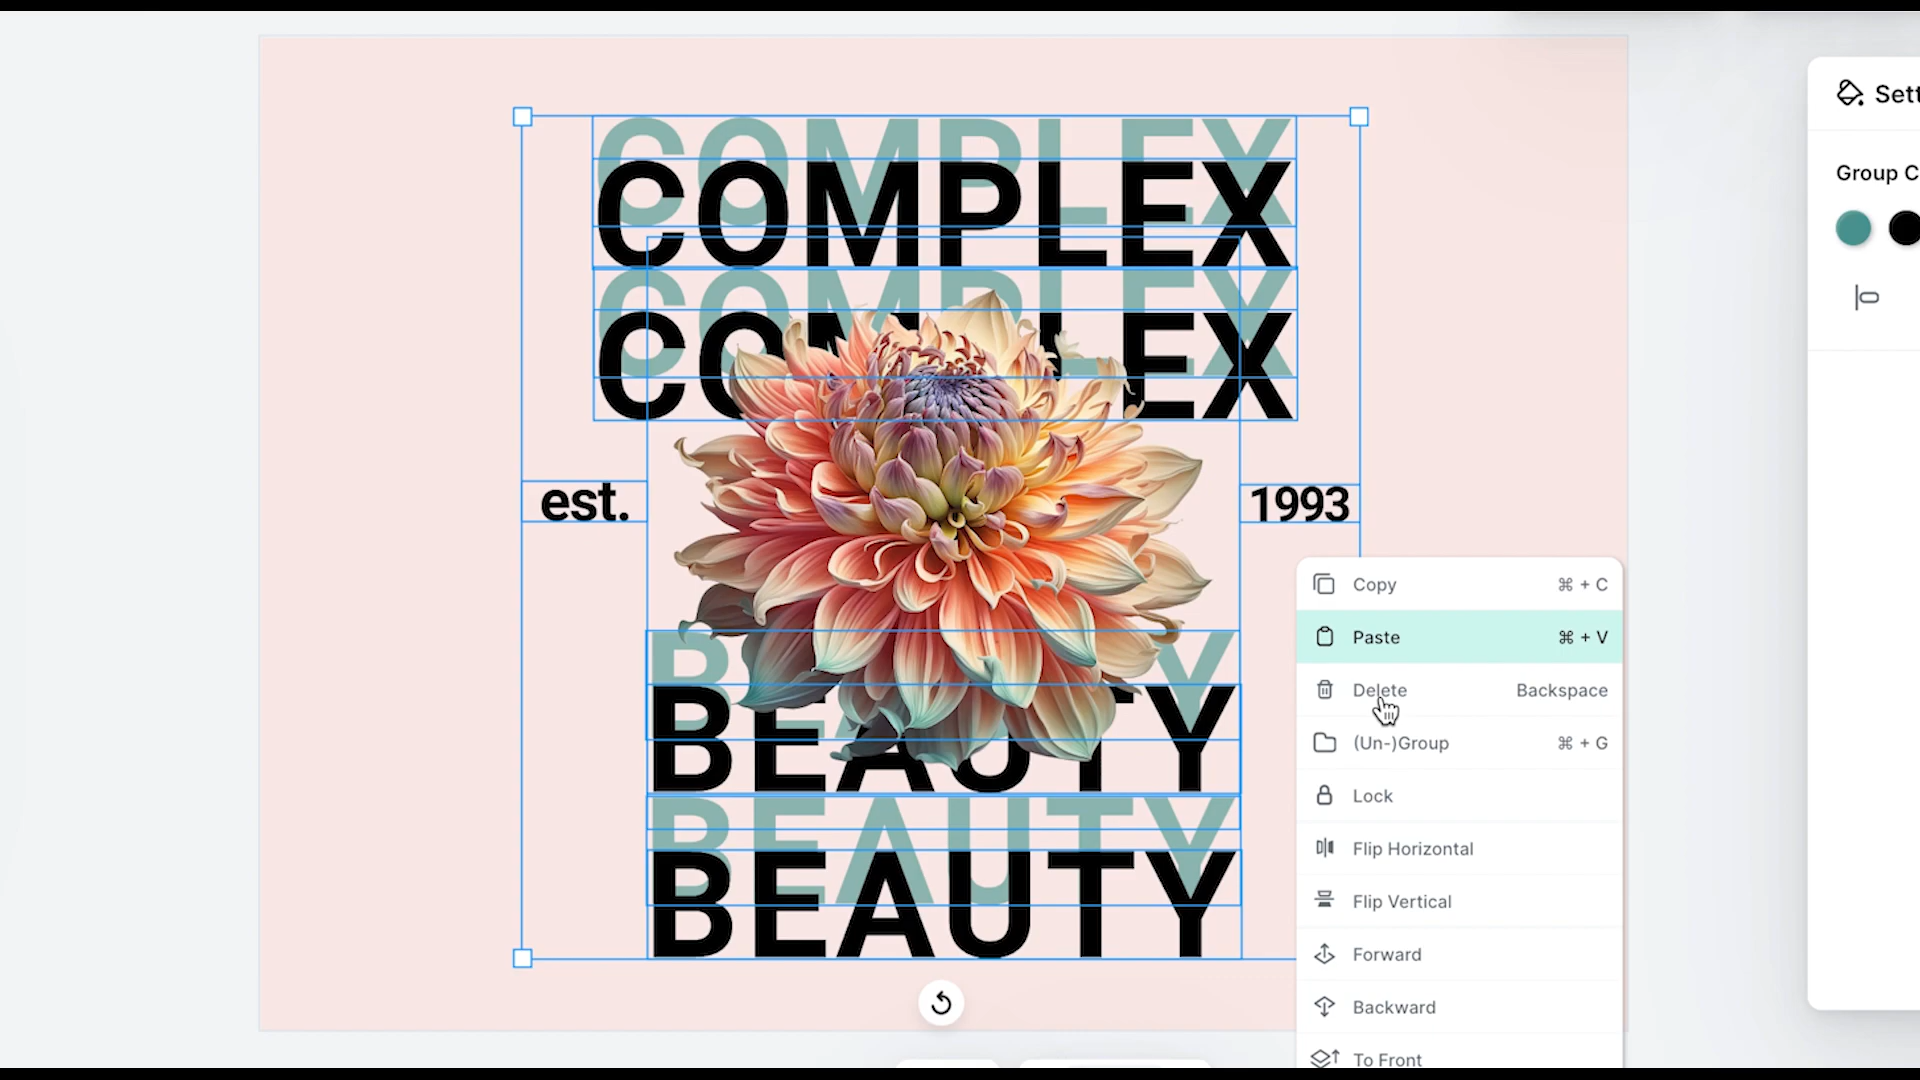 COMPLEX
COMPLEX
COMPLEX
COMPLEX
est.
1993
BEAUTY
BEAUTY
BEAUTY
BEAUTY
Sett
Group C
Copy ⌘ + C
Paste ⌘ + V
Delete Backspace
(Un-)Group ⌘ + G
Lock
Flip Horizontal
Flip Vertical
Forward
Backward
To Front